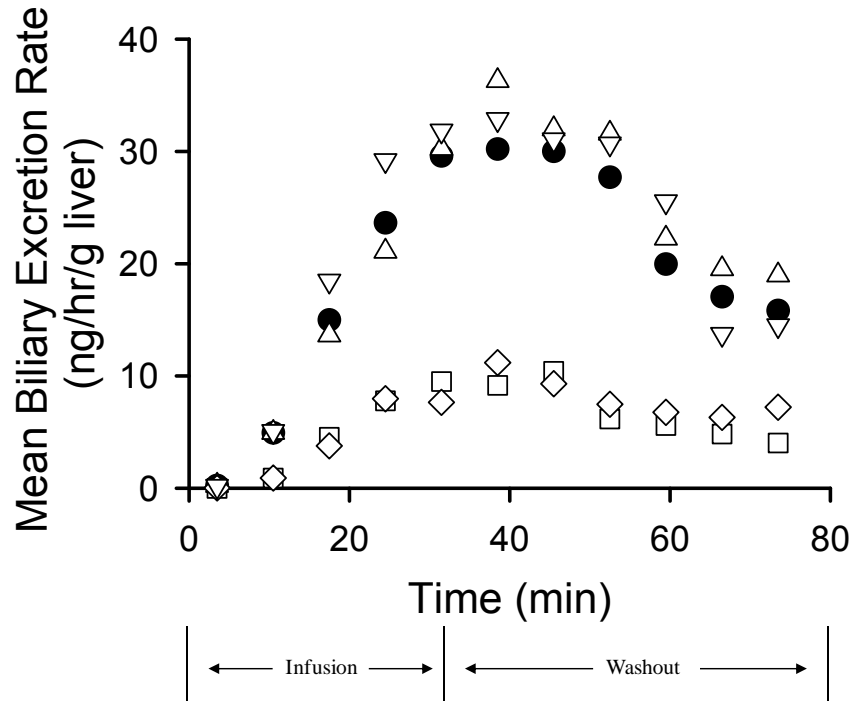 Mean Biliary Excretion Rate
(ng/hr/g liver)
40
30
20
10
0
0 20 40 60 80
Time (min)
Infusion Washout